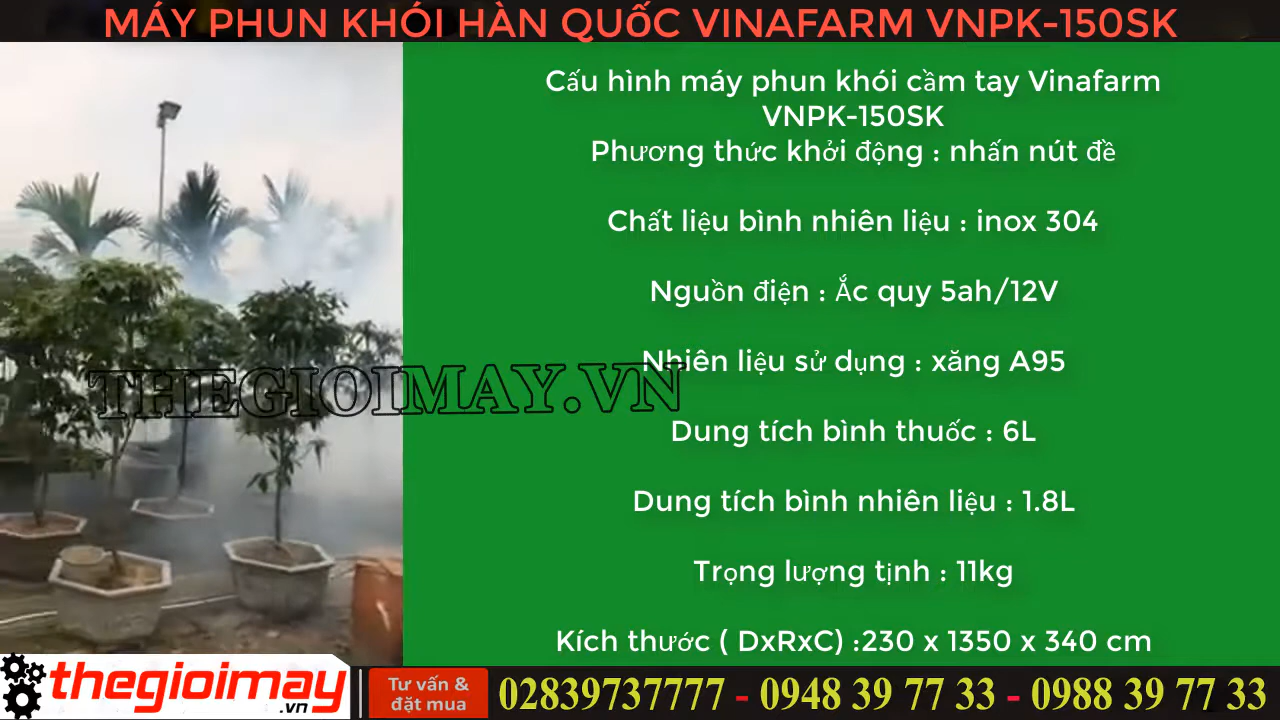 MÁY PHUN KHÓI HÀN QUỐC VINAFARM VNPK-150SK
Cấu hình máy phun khói cầm tay Vinafarm
VNPK-150SK
Phương thức khởi động : nhấn nút đề
Chất liệu bình nhiên liệu : inox 304
Nguồn điện : Ắc quy 5ah/12V
Nhiên liệu sử dụng : xăng A95
THEGIOIMAY.VN
Dung tích bình thuốc : 6L
Dung tích bình nhiên liệu : 1.8L
Trọng lượng tịnh : 11kg
Kích thước ( DxRxC) :230 x 1350 x 340 cm
thegioimay
.vn
Tư vấn &
đặt mua
02839737777 - 0948 39 77 33 - 0988 39 77 33